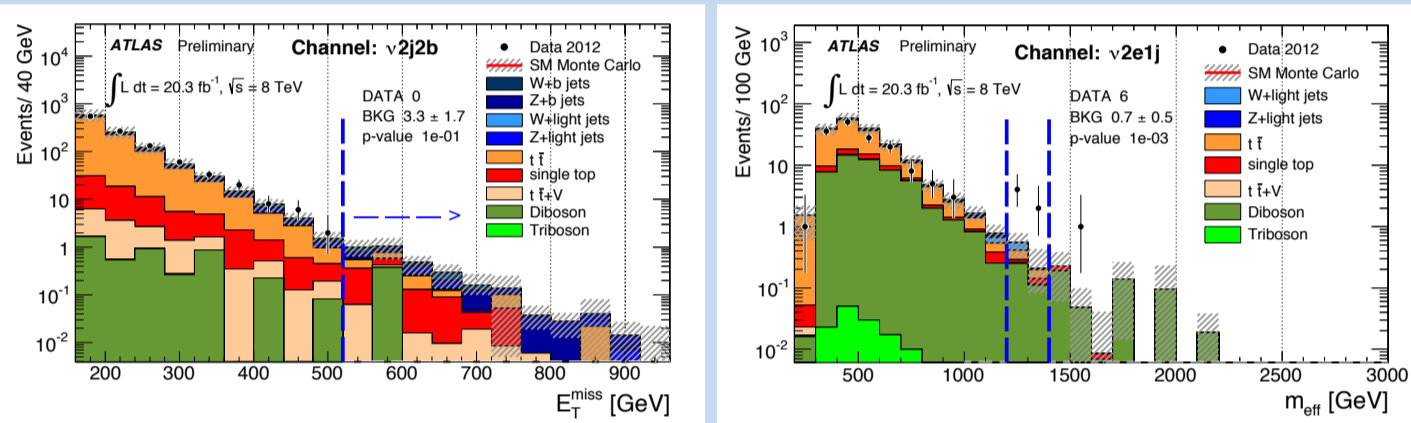 ATLAS Preliminary Channel: ν2j2b
∫ L dt = 20.3 fb⁻¹, √s = 8 TeV
DATA 0
BKG 3.3 ± 1.7
p-value 1e-01
Data 2012
SM Monte Carlo
W+b jets
Z+b jets
W+light jets
Z+light jets
t t̄
single top
t t̄+V
Diboson
Triboson
Events/ 40 GeV
10⁴
10³
10²
10
1
10⁻¹
10⁻²
200 300 400 500 600 700 800 900
E_T^miss [GeV]
ATLAS Preliminary Channel: ν2e1j
∫ L dt = 20.3 fb⁻¹, √s = 8 TeV
DATA 6
BKG 0.7 ± 0.5
p-value 1e-03
Data 2012
SM Monte Carlo
W+light jets
Z+light jets
t t̄
single top
t t̄+V
Diboson
Triboson
Events/ 100 GeV
10³
10²
10
1
10⁻¹
10⁻²
500 1000 1500 2000 2500 3000
m_eff [GeV]